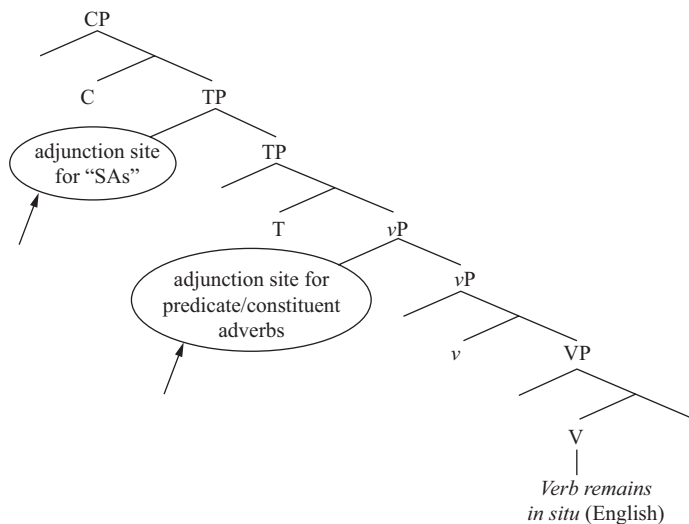 CP
C
TP
adjunction site
for “SAs”
TP
T
vP
adjunction site for
predicate/constituent
adverbs
vP
v
VP
V
Verb remains
in situ (English)